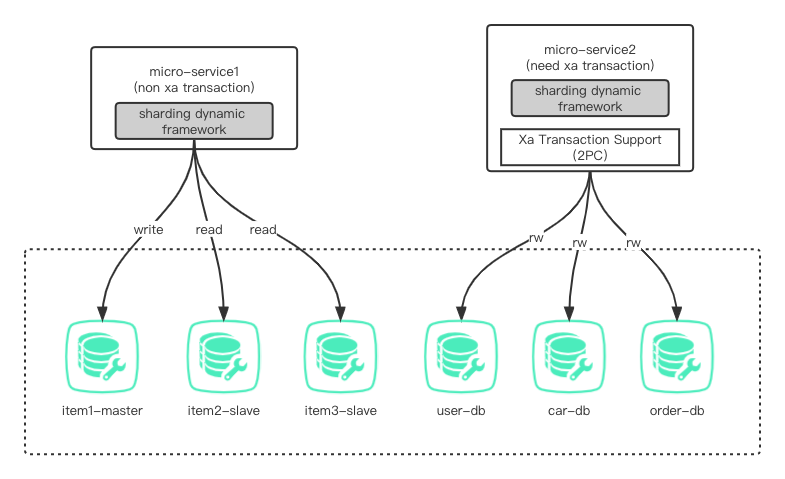 micro-service1
(non xa transaction)
sharding dynamic
framework
micro-service2
(need xa transaction)
sharding dynamic
framework
Xa Transaction Support
(2PC)
write
read
read
rw
rw
rw
item1-master
item2-slave
item3-slave
user-db
car-db
order-db